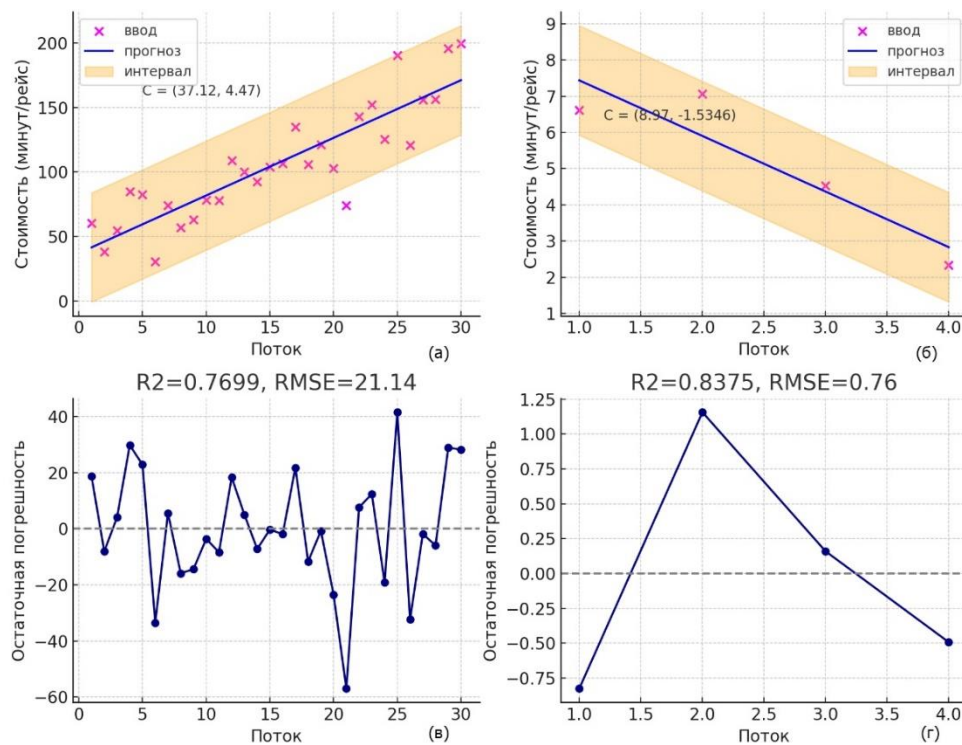 ввод
прогноз
интервал
C = (37.12, 4.47)
Стоимость (минут/рейс)
200
150
100
50
0
0 5 10 15 20 25 30
Поток
(а)
ввод
прогноз
интервал
C = (8.97, -1.5346)
Стоимость (минут/рейс)
9
8
7
6
5
4
3
2
1
1.0 1.5 2.0 2.5 3.0 3.5 4.0
Поток
(б)
R2=0.7699, RMSE=21.14
Остаточная погрешность
40
20
0
−20
−40
−60
0 5 10 15 20 25 30
Поток
(в)
R2=0.8375, RMSE=0.76
Остаточная погрешность
1.25
1.00
0.75
0.50
0.25
0.00
−0.25
−0.50
−0.75
1.0 1.5 2.0 2.5 3.0 3.5 4.0
Поток
(г)